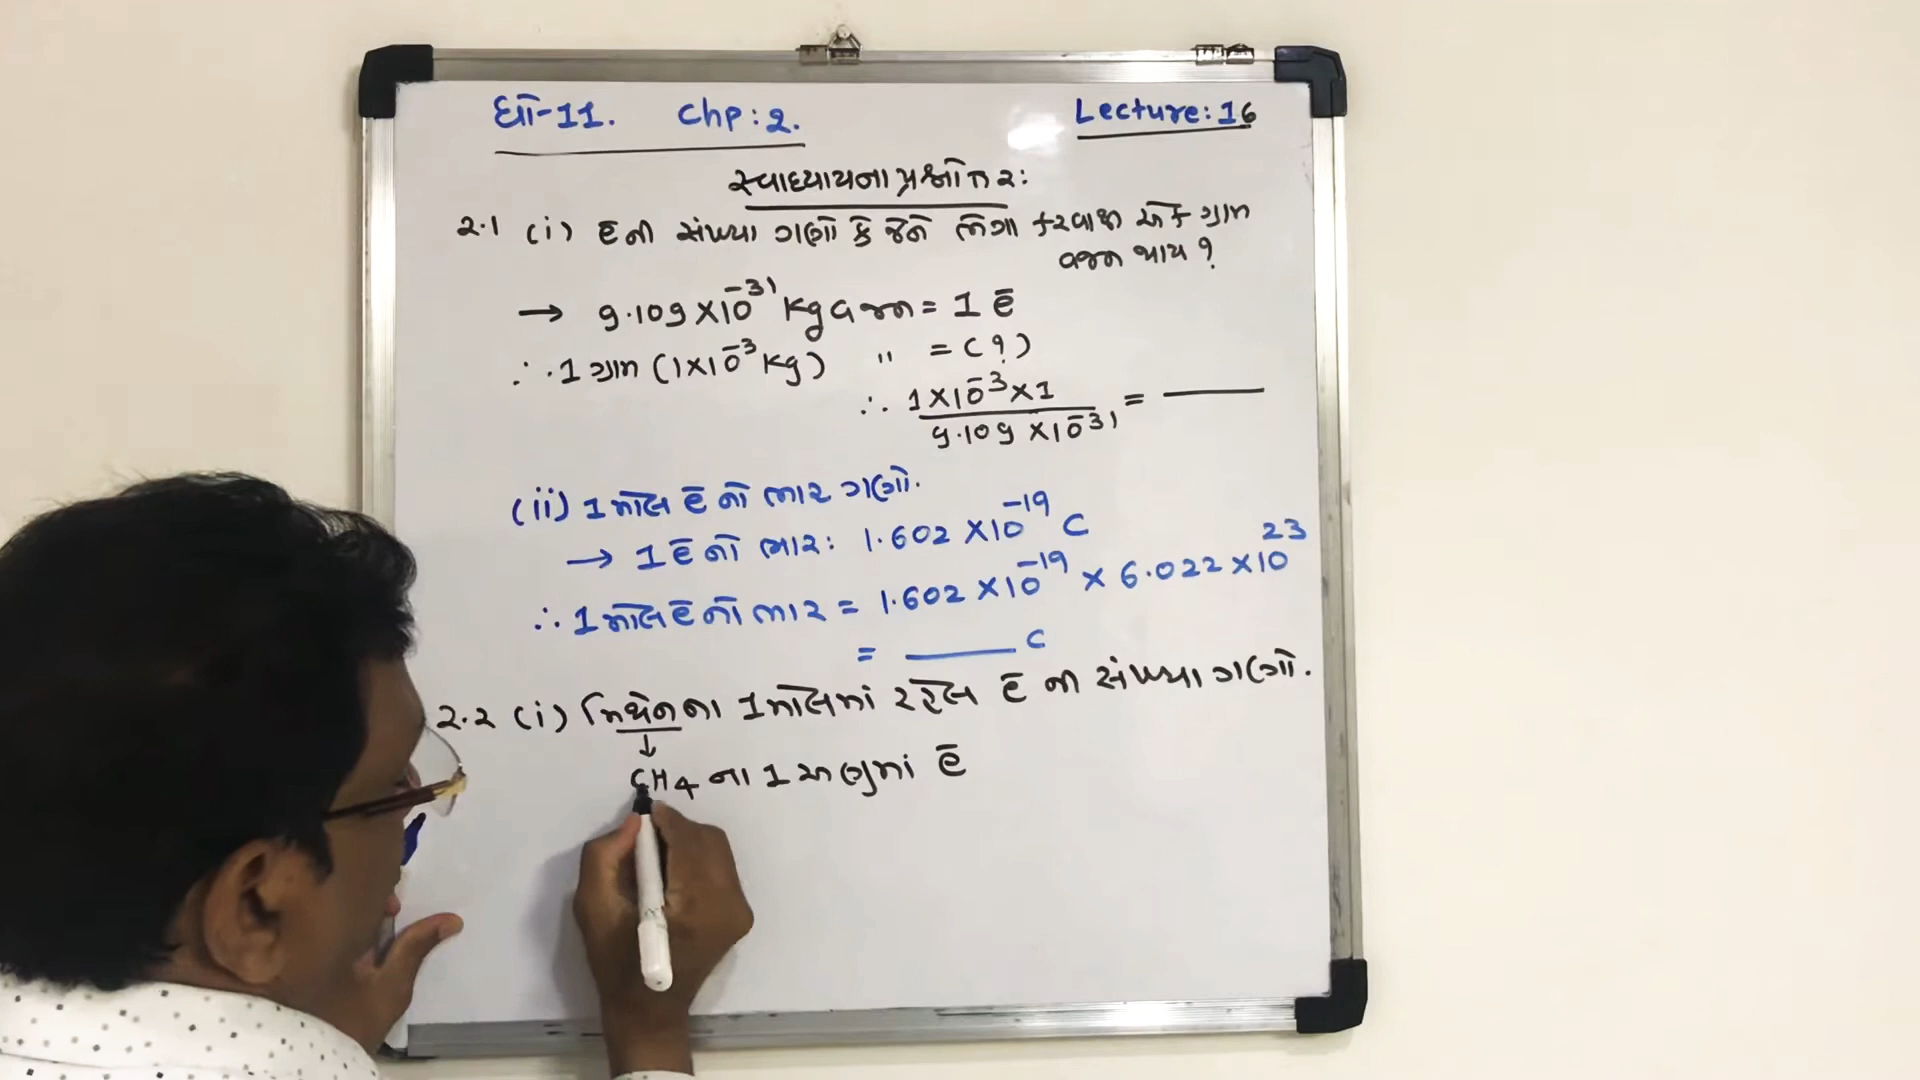 ધો-11. Chp: 2. Lecture: 16
સ્વાધ્યાયના પ્રશ્નોત્તર:
2.1 (i) ē ની સંખ્યા ગણો કે જેને ભેગા કરવાથી એક ગ્રામ
વજન થાય ?
→ 9.109 × 10⁻³¹ Kg વજન = 1 ē
∴ 1 ગ્રામ (1 × 10⁻³ Kg) " = (?)
∴ 1 × 10⁻³ × 1 / 9.109 × 10⁻³¹ = ____
(ii) 1 મોલ ē નો ભાર ગણો.
→ 1 ē નો ભાર : 1.602 × 10⁻¹⁹ C
∴ 1 મોલ ē નો ભાર = 1.602 × 10⁻¹⁹ × 6.022 × 10²³
= ____ C
2.2 (i) મિથેનના 1 મોલમાં રહેલ ē ની સંખ્યા ગણો.
↓
CH₄ ના 1 અણુમાં ē